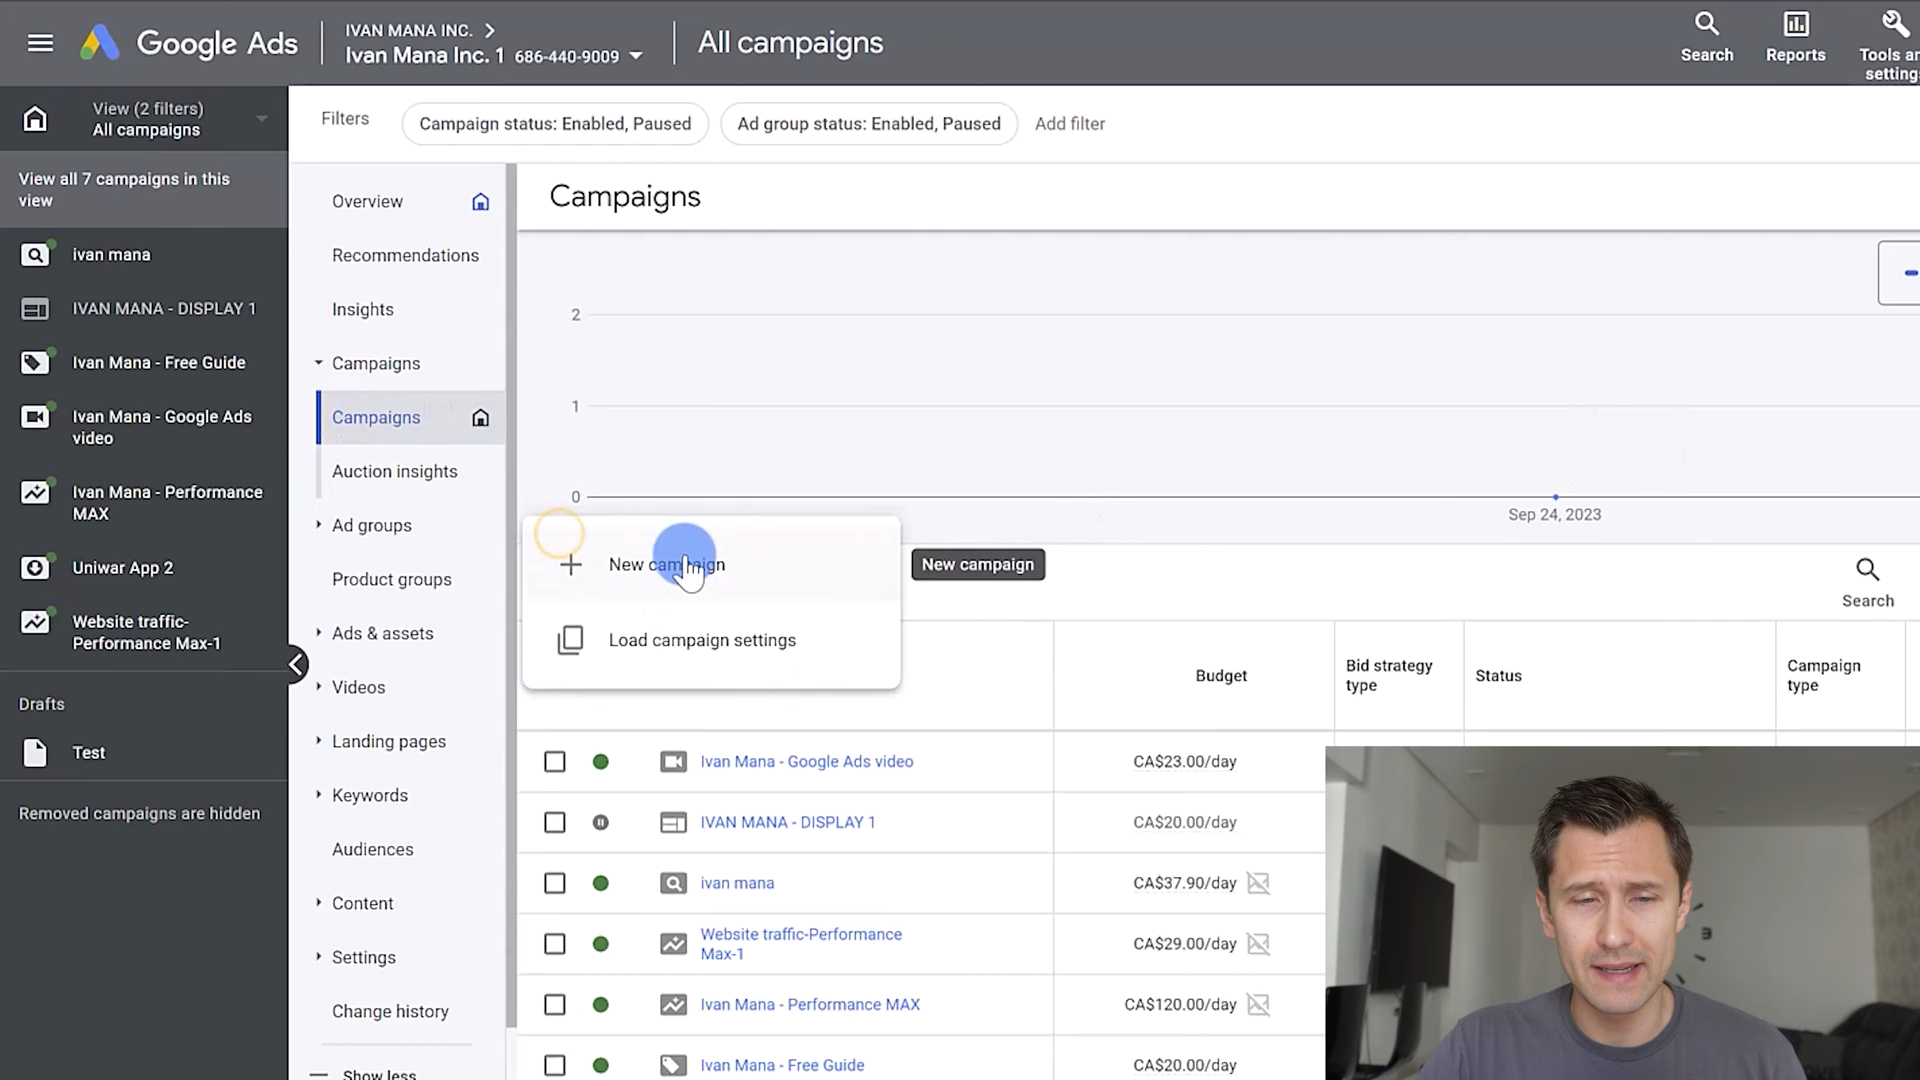 Google Ads
IVAN MANA INC.
Ivan Mana Inc. 1 686-440-9009
All campaigns
Search
Reports
Tools an
setting
View (2 filters)
All campaigns
View all 7 campaigns in this
view
ivan mana
IVAN MANA - DISPLAY 1
Ivan Mana - Free Guide
Ivan Mana - Google Ads
video
Ivan Mana - Performance
MAX
Uniwar App 2
Website traffic-
Performance Max-1
Drafts
Test
Removed campaigns are hidden
Filters
Campaign status: Enabled, Paused
Ad group status: Enabled, Paused
Add filter
Overview
Recommendations
Insights
Campaigns
Campaigns
Auction insights
Ad groups
Product groups
Ads & assets
Videos
Landing pages
Keywords
Audiences
Content
Settings
Change history
Show less
Campaigns
2
1
0
Sep 24, 2023
New campaign
New campaign
Load campaign settings
Search
Budget
Bid strategy
type
Status
Campaign
type
Ivan Mana - Google Ads video
CA$23.00/day
IVAN MANA - DISPLAY 1
CA$20.00/day
ivan mana
CA$37.90/day
Website traffic-Performance
Max-1
CA$29.00/day
Ivan Mana - Performance MAX
CA$120.00/day
Ivan Mana - Free Guide
CA$20.00/day
3